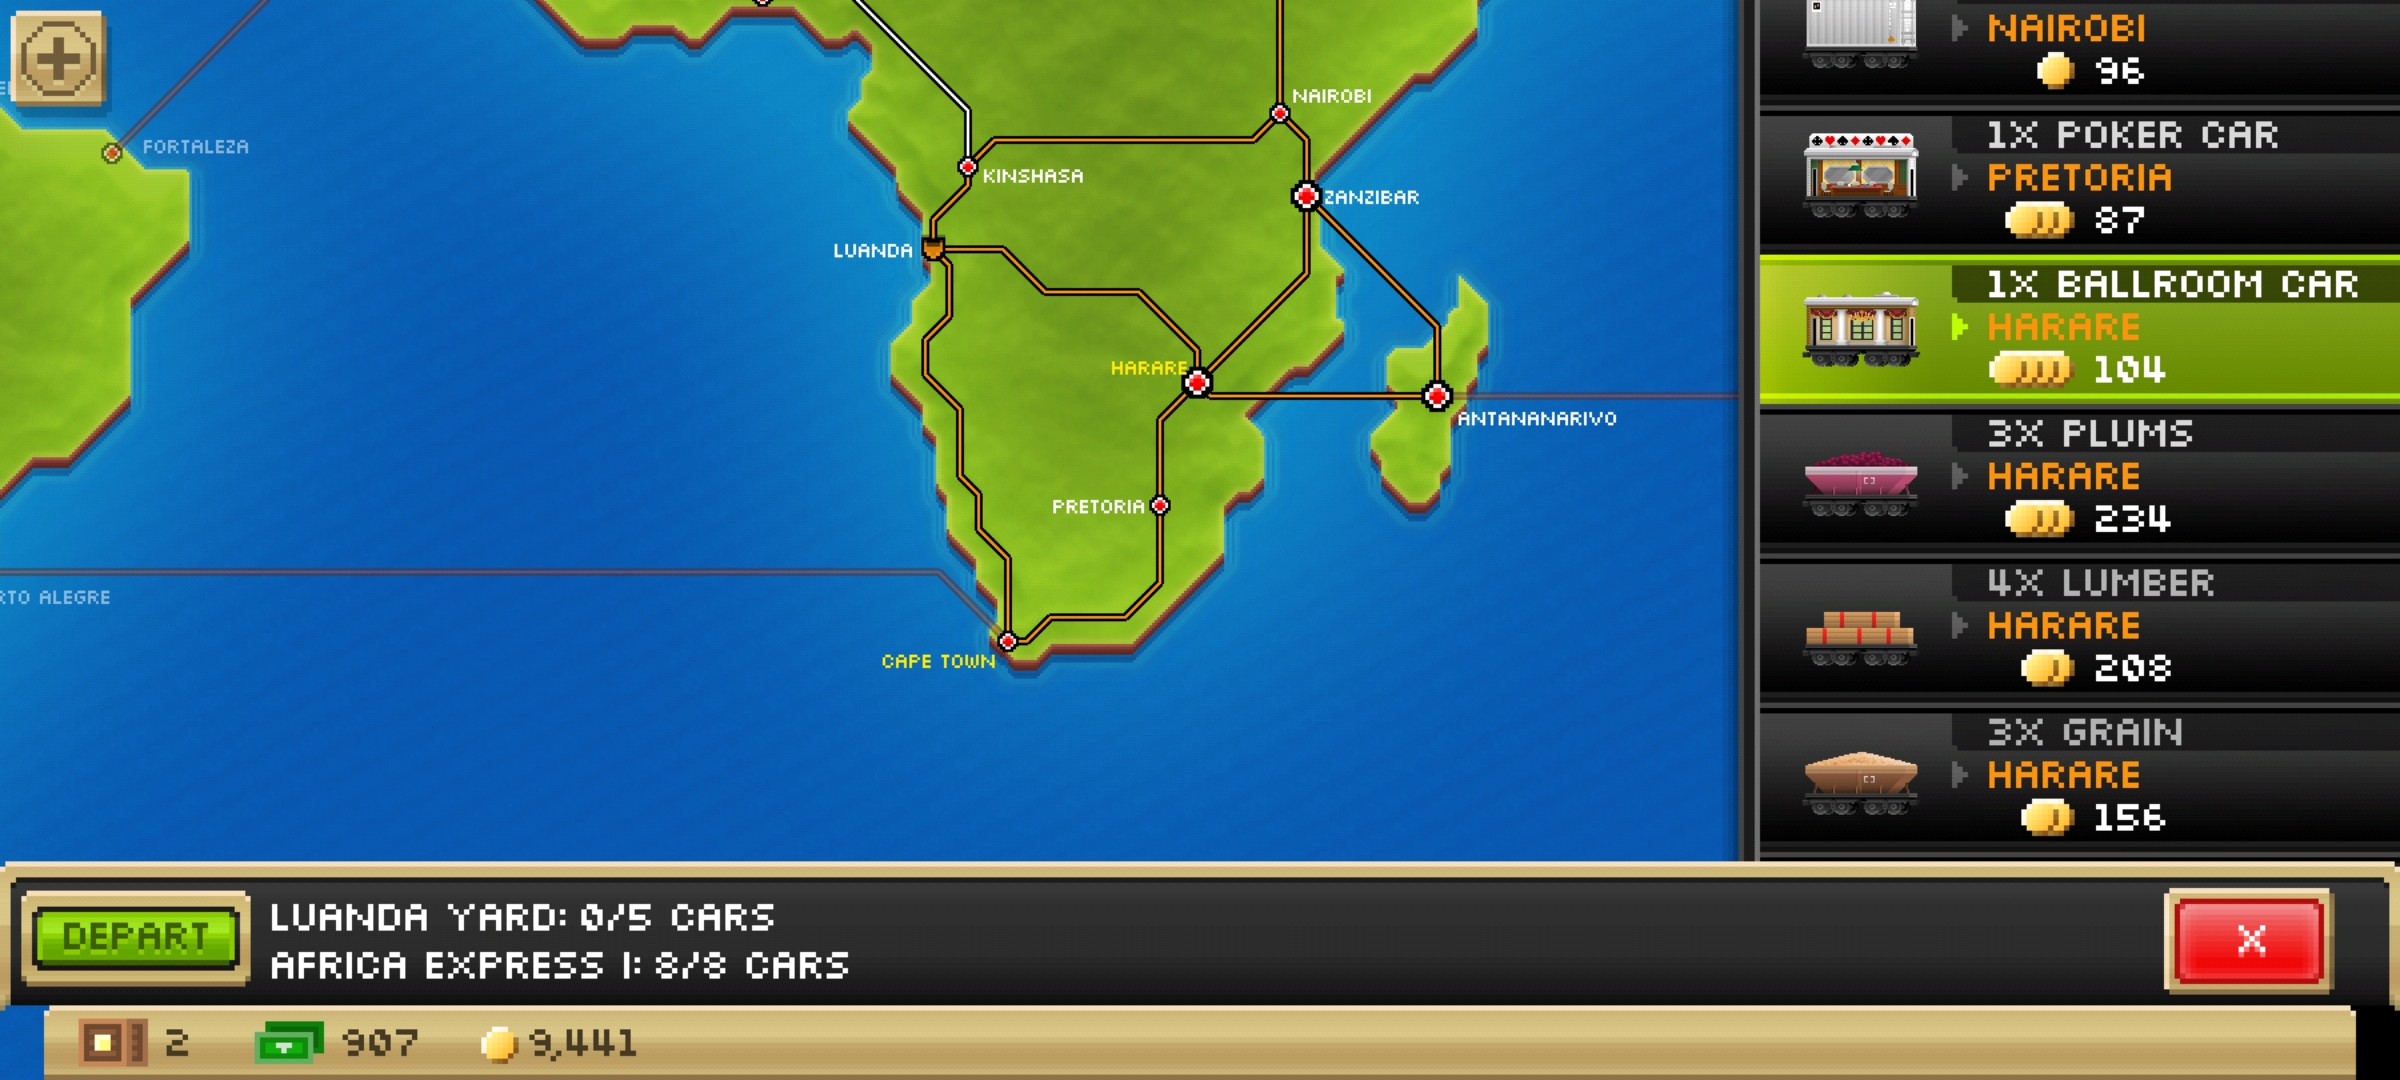 FORTALEZA
RTO ALEGRE
NAIROBI
KINSHASA
ZANZIBAR
LUANDA
HARARE
ANTANANARIVO
PRETORIA
CAPE TOWN
NAIROBI
96
1X POKER CAR
PRETORIA
87
1X BALLROOM CAR
HARARE
104
3X PLUMS
HARARE
234
4X LUMBER
HARARE
208
3X GRAIN
HARARE
156
DEPART
LUANDA YARD: 0/5 CARS
AFRICA EXPRESS I: 8/8 CARS
X
2
907
9,441